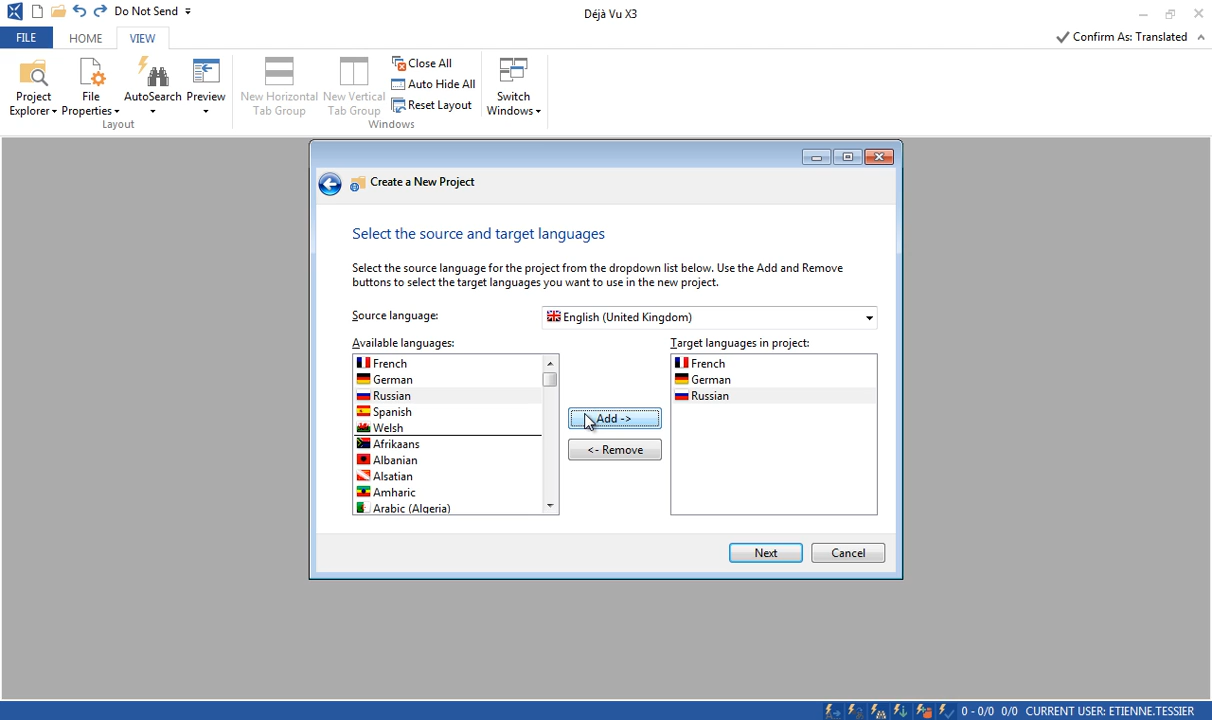 Do Not Send
Déjà Vu X3
FILE
HOME
VIEW
Confirm As: Translated
Project Explorer
File Properties
AutoSearch
Preview
New Horizontal Tab Group
New Vertical Tab Group
Close All
Auto Hide All
Reset Layout
Switch Windows
Layout
Windows
Create a New Project
Select the source and target languages
Select the source language for the project from the dropdown list below. Use the Add and Remove
buttons to select the target languages you want to use in the new project.
Source language:
English (United Kingdom)
Available languages:
Target languages in project:
French
German
Russian
Spanish
Welsh
Afrikaans
Albanian
Alsatian
Amharic
Arabic (Algeria)
Add ->
<- Remove
French
German
Russian
Next
Cancel
0 - 0/0 0/0 CURRENT USER: ETIENNE.TESSIER